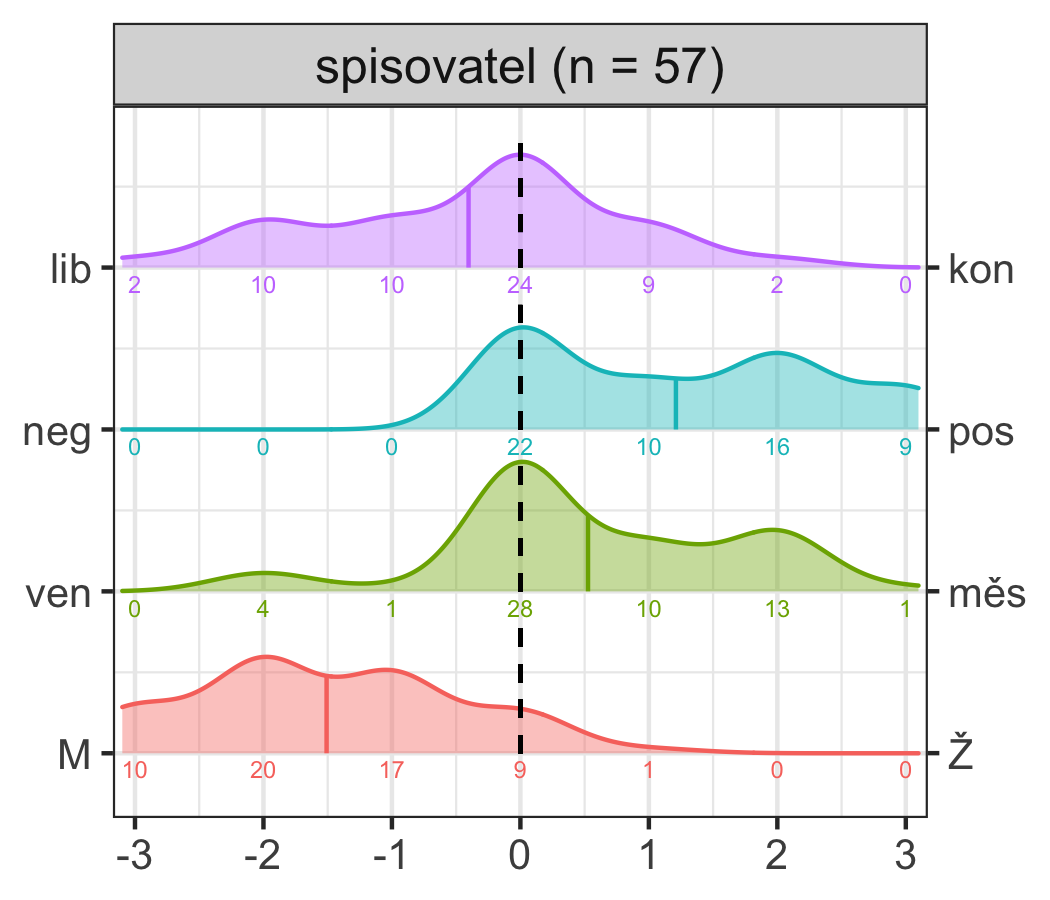 spisovatel (n = 57)
lib kon
2 10 10 24 9 2 0
neg pos
0 0 0 22 10 16 9
ven měs
0 4 1 28 10 13 1
M Ž
10 20 17 9 1 0 0
-3 -2 -1 0 1 2 3